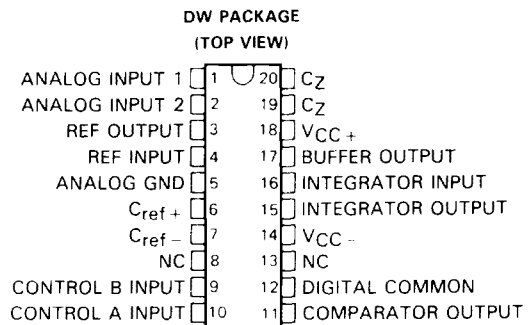 DW PACKAGE
(TOP VIEW)
ANALOG INPUT 1 1 20 CZ
ANALOG INPUT 2 2 19 CZ
REF OUTPUT 3 18 VCC +
REF INPUT 4 17 BUFFER OUTPUT
ANALOG GND 5 16 INTEGRATOR INPUT
Cref + 6 15 INTEGRATOR OUTPUT
Cref - 7 14 VCC -
NC 8 13 NC
CONTROL B INPUT 9 12 DIGITAL COMMON
CONTROL A INPUT 10 11 COMPARATOR OUTPUT